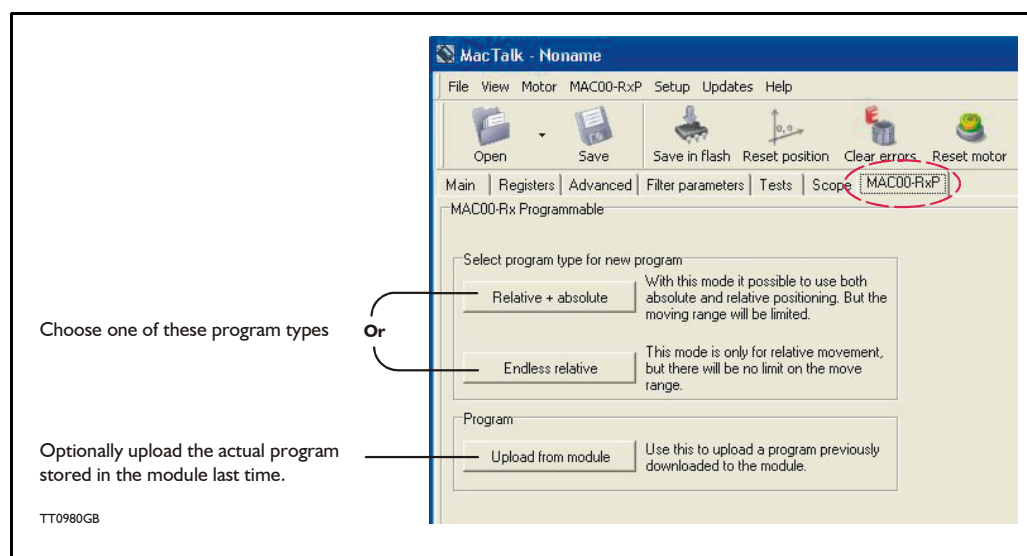 MacTalk - Noname
File View Motor MAC00-RxP Setup Updates Help
Open Save Save in flash Reset position Clear errors Reset motor
Main Registers Advanced Filter parameters Tests Scope MAC00-RxP
MAC00-Rx Programmable
Select program type for new program
Relative + absolute
With this mode it possible to use both
absolute and relative positioning. But the
moving range will be limited.
Choose one of these program types
Or
Endless relative
This mode is only for relative movement,
but there will be no limit on the move
range.
Program
Optionally upload the actual program
stored in the module last time.
Upload from module
Use this to upload a program previously
downloaded to the module.
TT0980GB